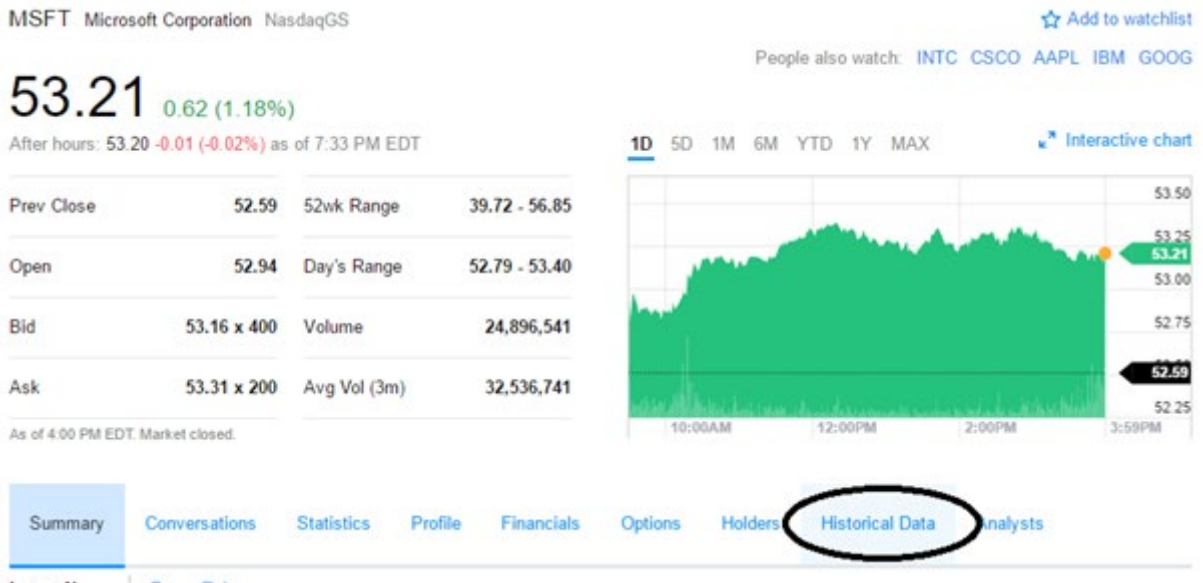 MSFT Microsoft Corporation NasdaqGS
Add to watchlist
People also watch: INTC CSCO AAPL IBM GOOG
53.21 0.62 (1.18%)
After hours: 53.20 -0.01 (-0.02%) as of 7:33 PM EDT
1D 5D 1M 6M YTD 1Y MAX
Interactive chart
Prev Close 52.59 52wk Range 39.72 - 56.85
Open 52.94 Day's Range 52.79 - 53.40
Bid 53.16 x 400 Volume 24,896,541
Ask 53.31 x 200 Avg Vol (3m) 32,536,741
As of 4:00 PM EDT. Market closed.
53.50
53.25
53.21
53.00
52.75
52.59
52.25
10:00AM 12:00PM 2:00PM 3:59PM
Summary Conversations Statistics Profile Financials Options Holders Historical Data Analysts